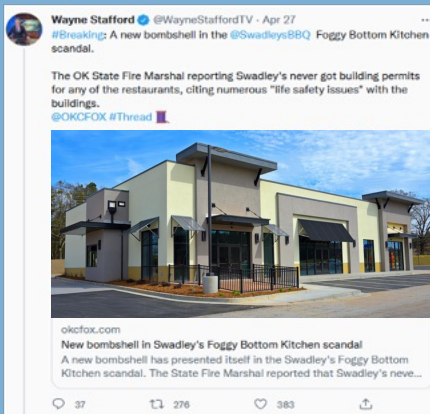 Wayne Stafford @WayneStaffordTV · Apr 27 ...
#Breaking: A new bombshell in the @SwadleysBBQ Foggy Bottom Kitchen
scandal.
The OK State Fire Marshal reporting Swadley's never got building permits
for any of the restaurants, citing numerous "life safety issues" with the
buildings.
@OKCFOX #Thread 🧵
okcfox.com
New bombshell in Swadley's Foggy Bottom Kitchen scandal
A new bombshell has presented itself in the Swadley's Foggy Bottom
Kitchen scandal. The State Fire Marshal reported that Swadley's neve...
37 276 383